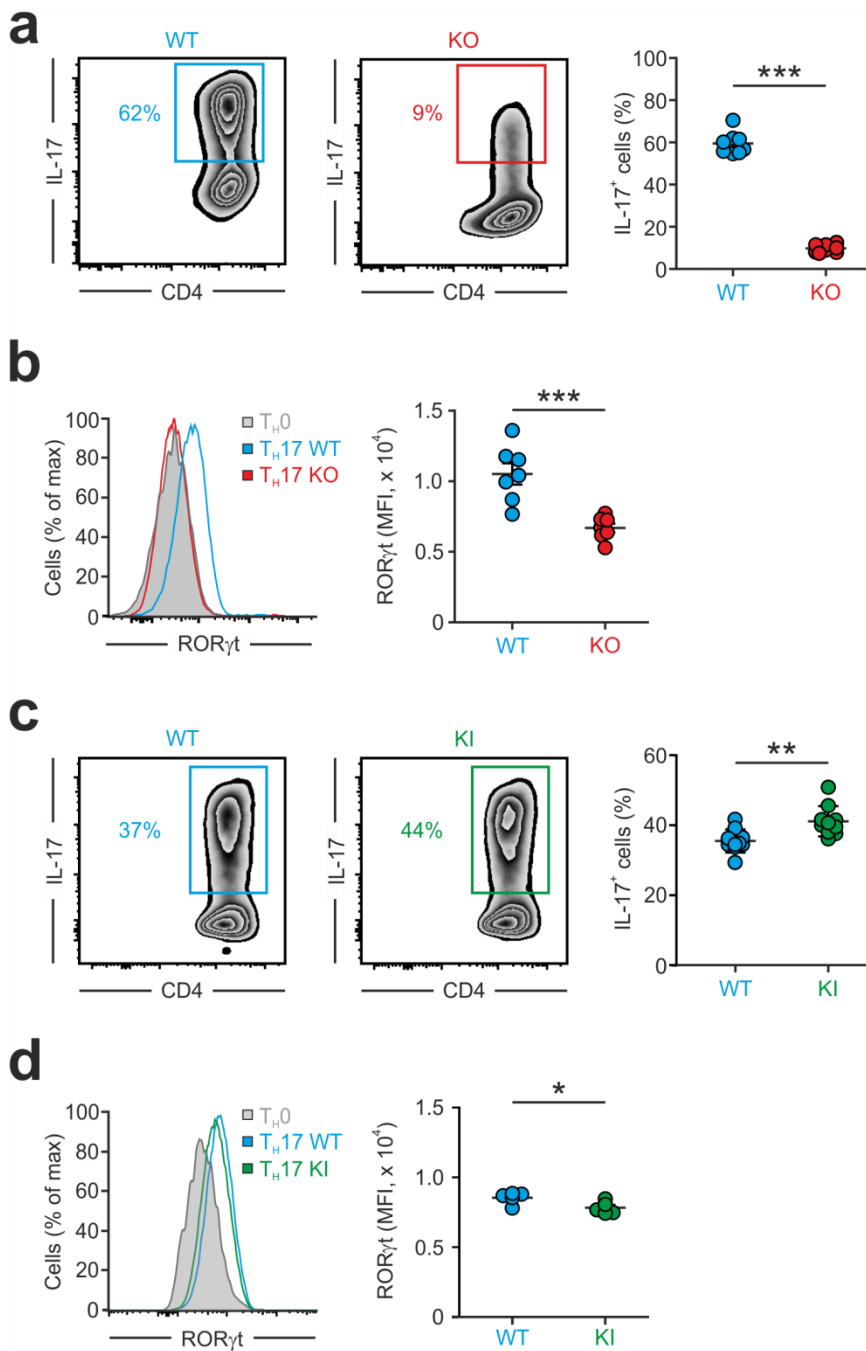 a
WT
KO
62%
9%
IL-17
IL-17
CD4
CD4
IL-17⁺ cells (%)
100
80
60
40
20
0
***
WT
KO
b
Cells (% of max)
100
80
60
40
20
0
TH0
TH17 WT
TH17 KO
RORγt
RORγt (MFI, x 10⁴)
1.5
1.0
0.5
0
***
WT
KO
c
WT
KI
37%
44%
IL-17
IL-17
CD4
CD4
IL-17⁺ cells (%)
60
40
20
0
**
WT
KI
d
Cells (% of max)
100
80
60
40
20
0
TH0
TH17 WT
TH17 KI
RORγt
RORγt (MFI, x 10⁴)
1.5
1.0
0.5
0
*
WT
KI